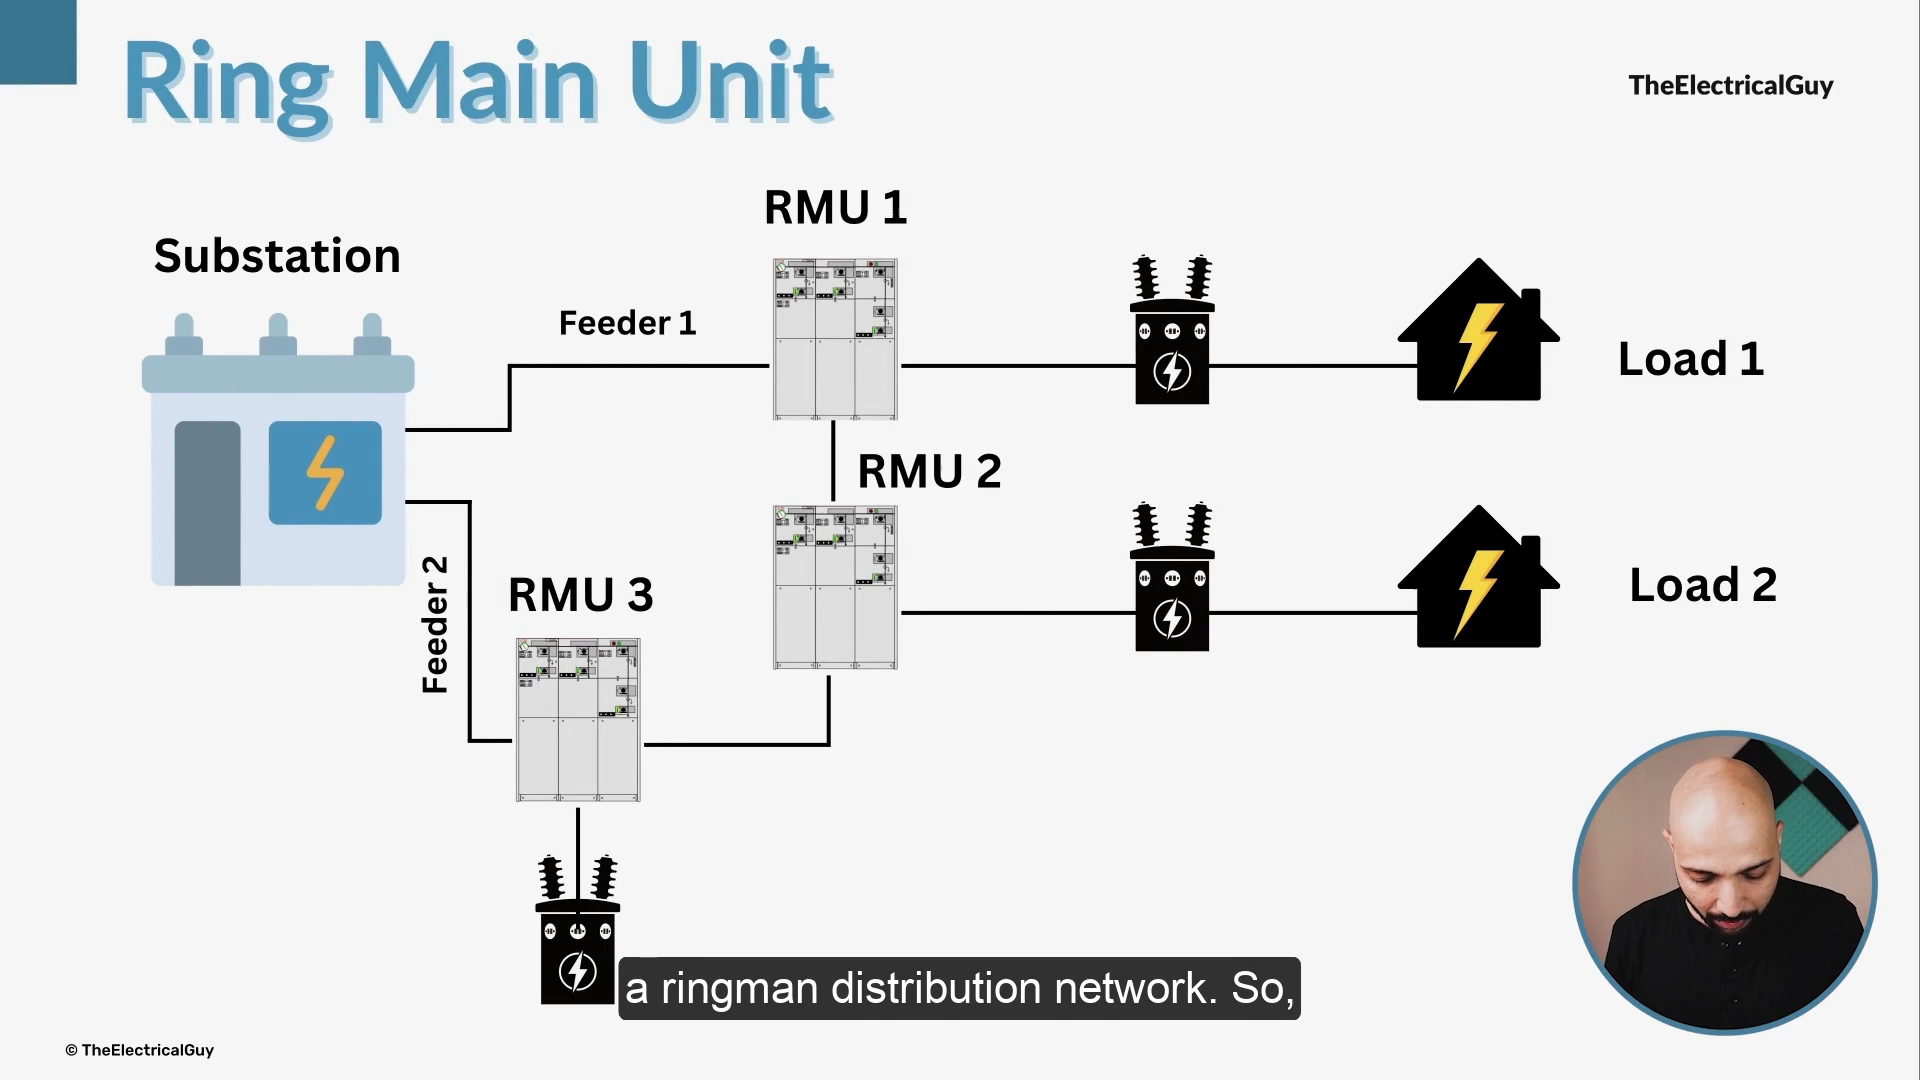 Ring Main Unit
TheElectricalGuy
RMU 1
Substation
Feeder 1
Load 1
RMU 2
Feeder 2
RMU 3
Load 2
a ringman distribution network. So,
© TheElectricalGuy